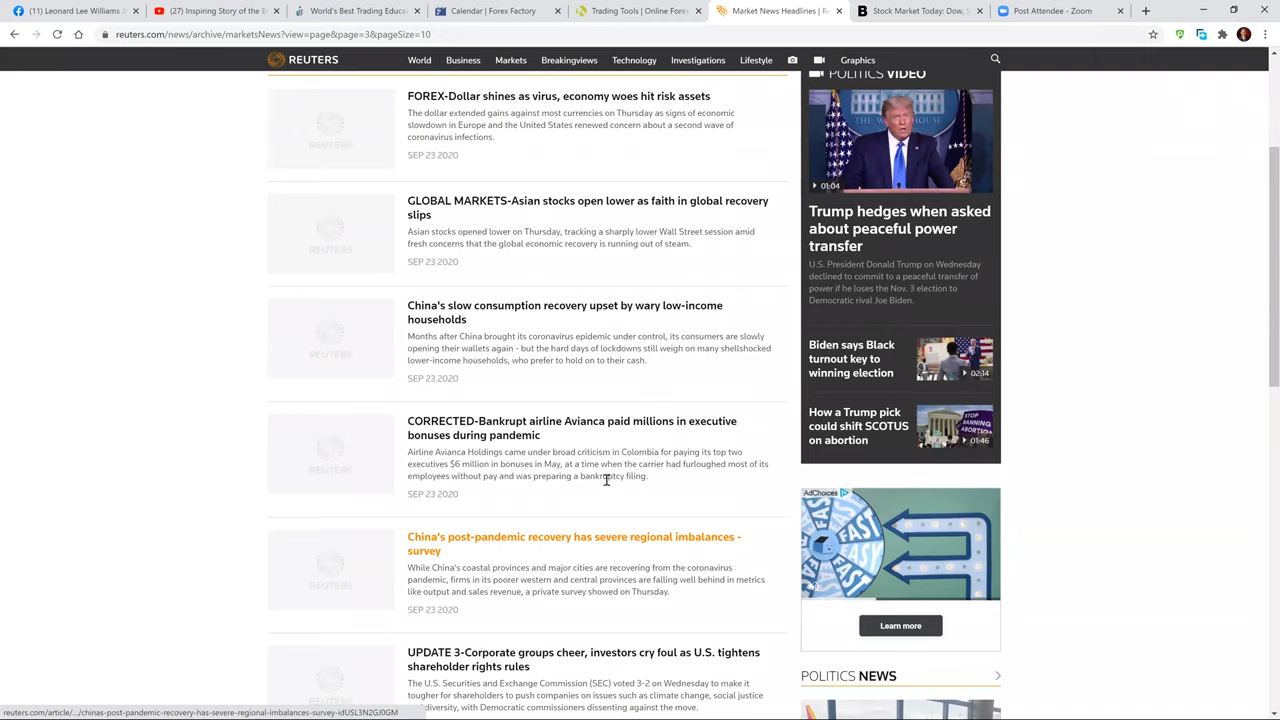 (11) Leonard Lee Williams J
(27) Inspiring Story of the B
World's Best Trading Educat
Calendar | Forex Factory
Trading Tools | Online Fore
Market News Headlines | Re
Stock Market Today: Dow, S
Post Attendee - Zoom
reuters.com/news/archive/marketsNews?view=page&page=3&pageSize=10
REUTERS
World
Business
Markets
Breakingviews
Technology
Investigations
Lifestyle
Graphics
FOREX-Dollar shines as virus, economy woes hit risk assets
The dollar extended gains against most currencies on Thursday as signs of economic
slowdown in Europe and the United States renewed concern about a second wave of
coronavirus infections.
SEP 23 2020
REUTERS
GLOBAL MARKETS-Asian stocks open lower as faith in global recovery
slips
Asian stocks opened lower on Thursday, tracking a sharply lower Wall Street session amid
fresh concerns that the global economic recovery is running out of steam.
SEP 23 2020
REUTERS
China's slow consumption recovery upset by wary low-income
households
Months after China brought its coronavirus epidemic under control, its consumers are slowly
opening their wallets again - but the hard days of lockdowns still weigh on many shellshocked
lower-income households, who prefer to hold on to their cash.
SEP 23 2020
REUTERS
CORRECTED-Bankrupt airline Avianca paid millions in executive
bonuses during pandemic
Airline Avianca Holdings came under broad criticism in Colombia for paying its top two
executives $6 million in bonuses in May, at a time when the carrier had furloughed most of its
employees without pay and was preparing a bankruptcy filing.
SEP 23 2020
REUTERS
China's post-pandemic recovery has severe regional imbalances -
survey
While China's coastal provinces and major cities are recovering from the coronavirus
pandemic, firms in its poorer western and central provinces are falling well behind in metrics
like output and sales revenue, a private survey showed on Thursday.
SEP 23 2020
REUTERS
UPDATE 3-Corporate groups cheer, investors cry foul as U.S. tightens
shareholder rights rules
The U.S. Securities and Exchange Commission (SEC) voted 3-2 on Wednesday to make it
tougher for shareholders to push companies on issues such as climate change, social justice
diversity, with Democratic commissioners dissenting against the move.
REUTERS
POLITICS VIDEO
01:04
Trump hedges when asked
about peaceful power
transfer
U.S. President Donald Trump on Wednesday
declined to commit to a peaceful transfer of
power if he loses the Nov. 3 election to
Democratic rival Joe Biden.
Biden says Black
turnout key to
winning election
02:14
How a Trump pick
could shift SCOTUS
on abortion
STOP
BANNING
ABORTION
01:46
AdChoices
FAST
FAST
FAST
FAST
Learn more
POLITICS NEWS
reuters.com/article/.../chinas-post-pandemic-recovery-has-severe-regional-imbalances-survey-idUSL3N2GJ0GM